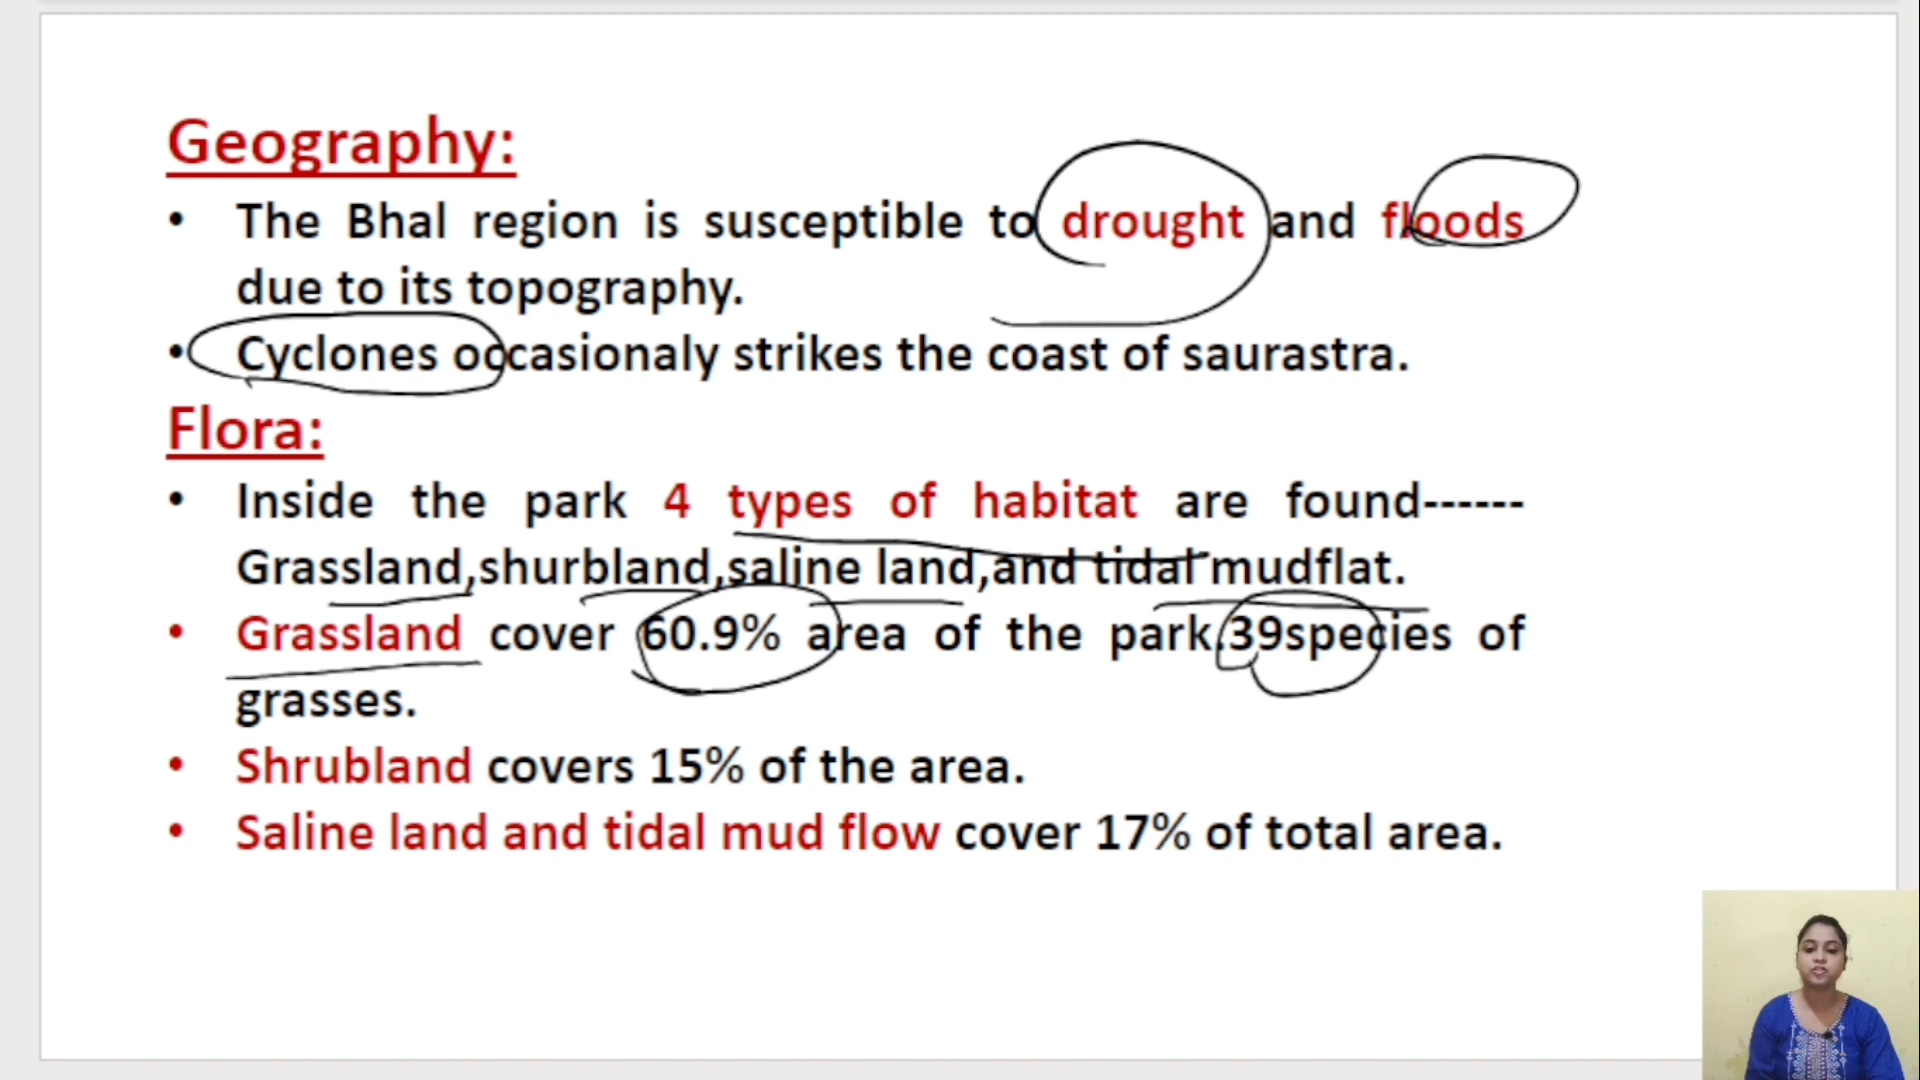 Geography:
• The Bhal region is susceptible to drought and floods
due to its topography.
• Cyclones occasionaly strikes the coast of saurastra.
Flora:
• Inside the park 4 types of habitat are found------
Grassland,shurbland,saline land,and tidal mudflat.
• Grassland cover 60.9% area of the park.39species of
grasses.
• Shrubland covers 15% of the area.
• Saline land and tidal mud flow cover 17% of total area.